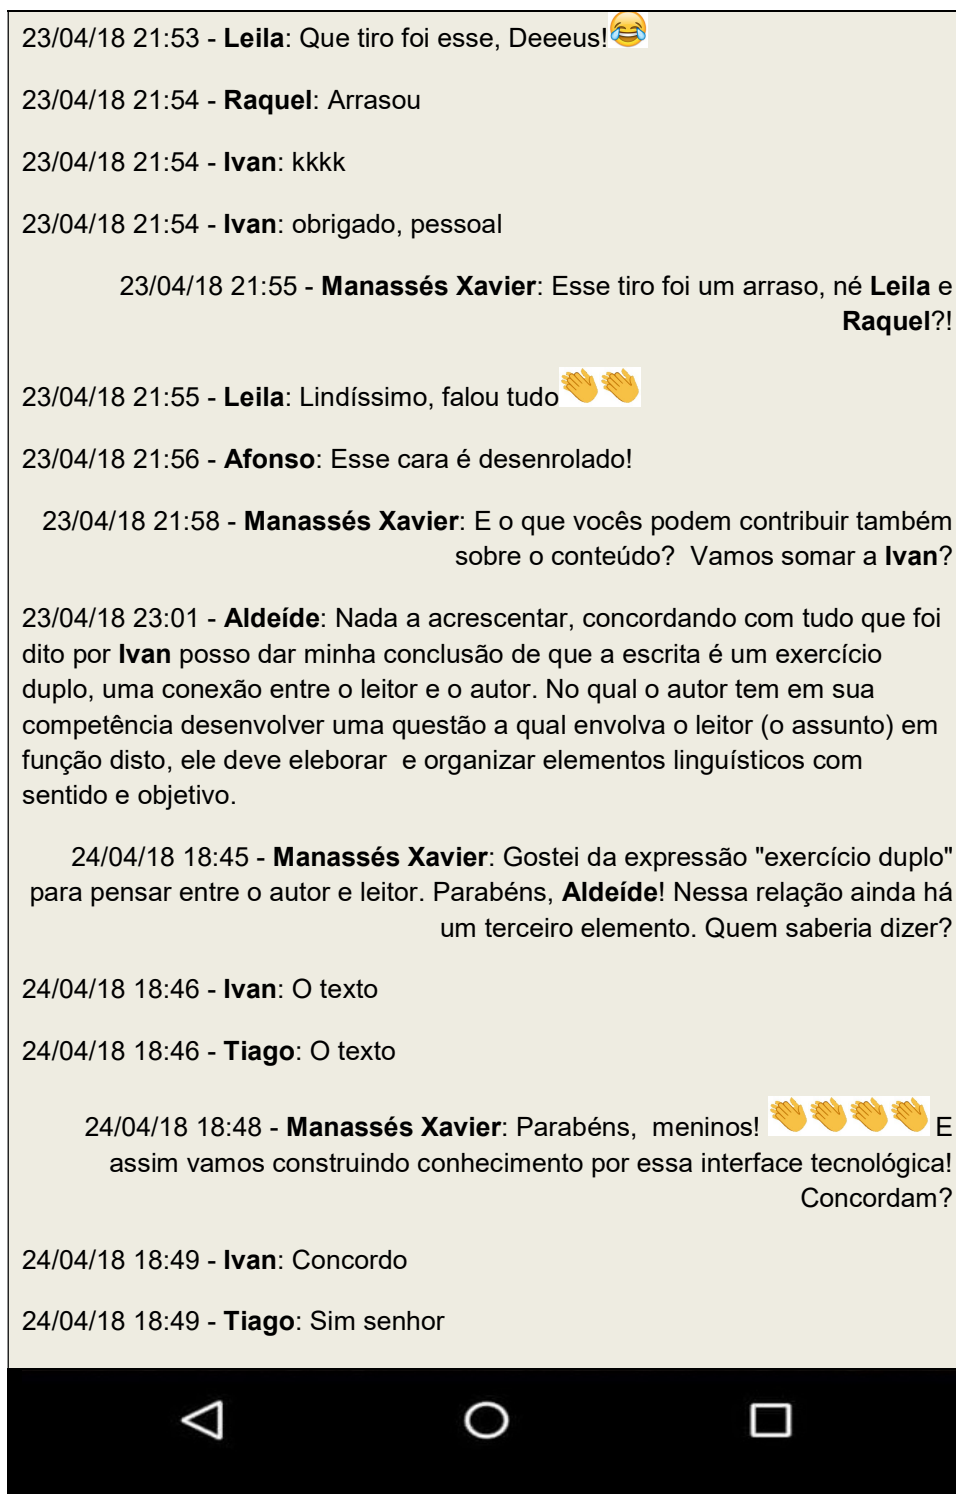 23/04/18 21:53 - Leila: Que tiro foi esse, Deeeus!😂
23/04/18 21:54 - Raquel: Arrasou
23/04/18 21:54 - Ivan: kkkk
23/04/18 21:54 - Ivan: obrigado, pessoal
23/04/18 21:55 - Manassés Xavier: Esse tiro foi um arraso, né Leila e
Raquel?!
23/04/18 21:55 - Leila: Lindíssimo, falou tudo👏👏
23/04/18 21:56 - Afonso: Esse cara é desenrolado!
23/04/18 21:58 - Manassés Xavier: E o que vocês podem contribuir também
sobre o conteúdo? Vamos somar a Ivan?
23/04/18 23:01 - Aldeíde: Nada a acrescentar, concordando com tudo que foi
dito por Ivan posso dar minha conclusão de que a escrita é um exercício
duplo, uma conexão entre o leitor e o autor. No qual o autor tem em sua
competência desenvolver uma questão a qual envolva o leitor (o assunto) em
função disto, ele deve eleborar e organizar elementos linguísticos com
sentido e objetivo.
24/04/18 18:45 - Manassés Xavier: Gostei da expressão "exercício duplo"
para pensar entre o autor e leitor. Parabéns, Aldeíde! Nessa relação ainda há
um terceiro elemento. Quem saberia dizer?
24/04/18 18:46 - Ivan: O texto
24/04/18 18:46 - Tiago: O texto
24/04/18 18:48 - Manassés Xavier: Parabéns, meninos! 👏👏👏👏 E
assim vamos construindo conhecimento por essa interface tecnológica!
Concordam?
24/04/18 18:49 - Ivan: Concordo
24/04/18 18:49 - Tiago: Sim senhor